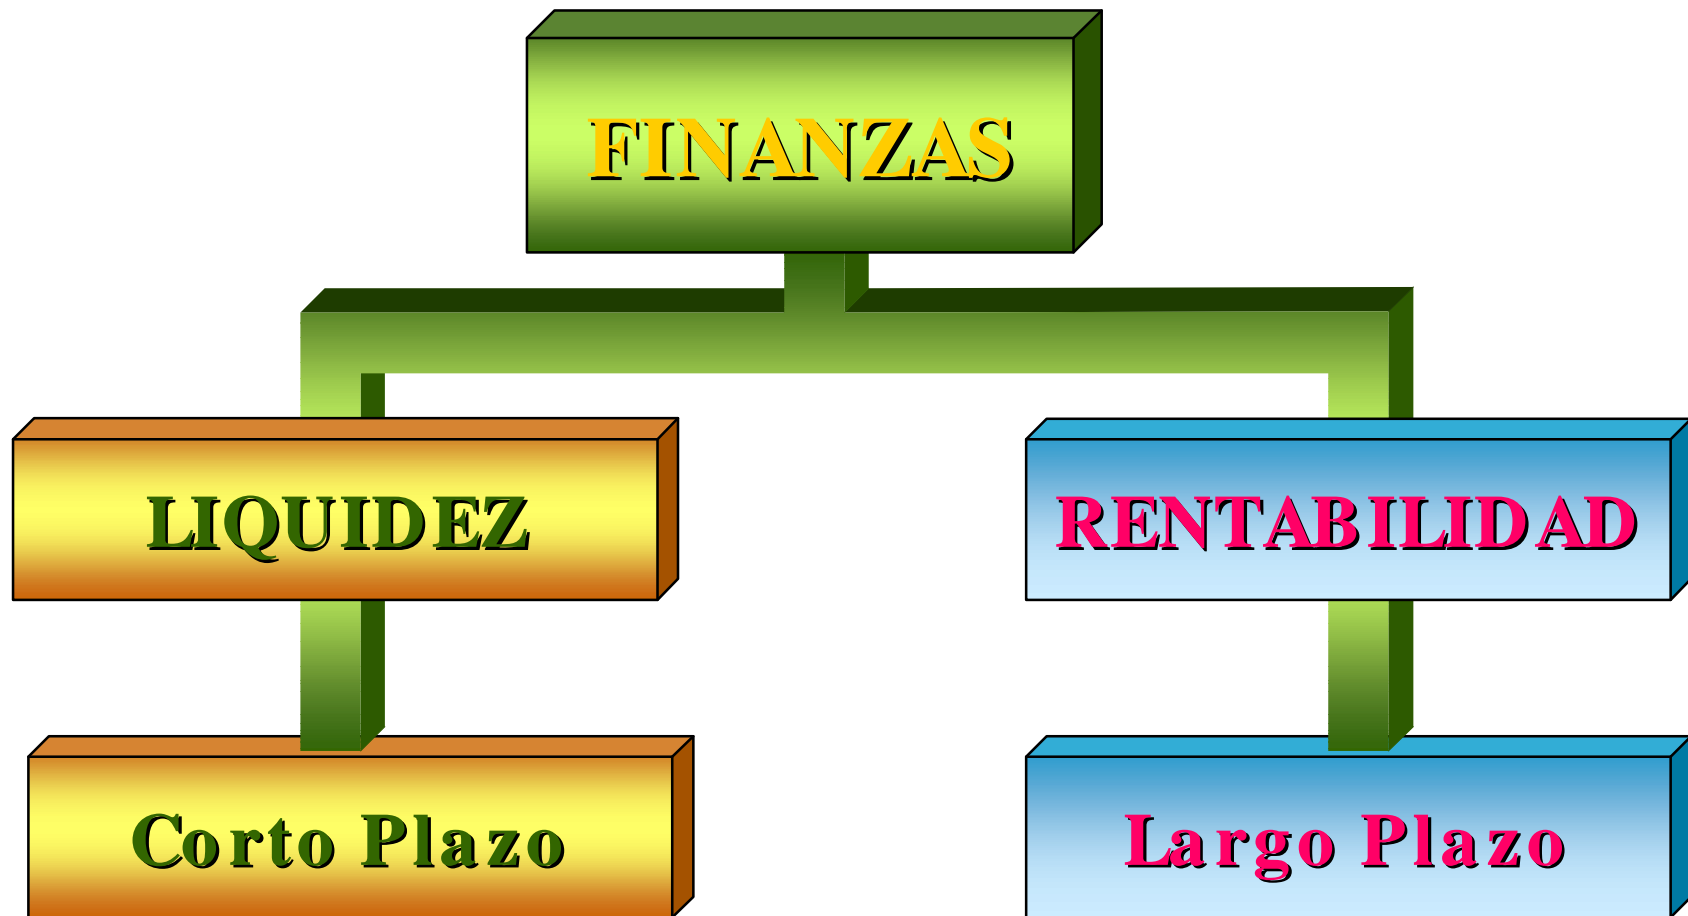 FINANZAS
LIQUIDEZ
RENTABILIDAD
Corto Plazo
Largo Plazo